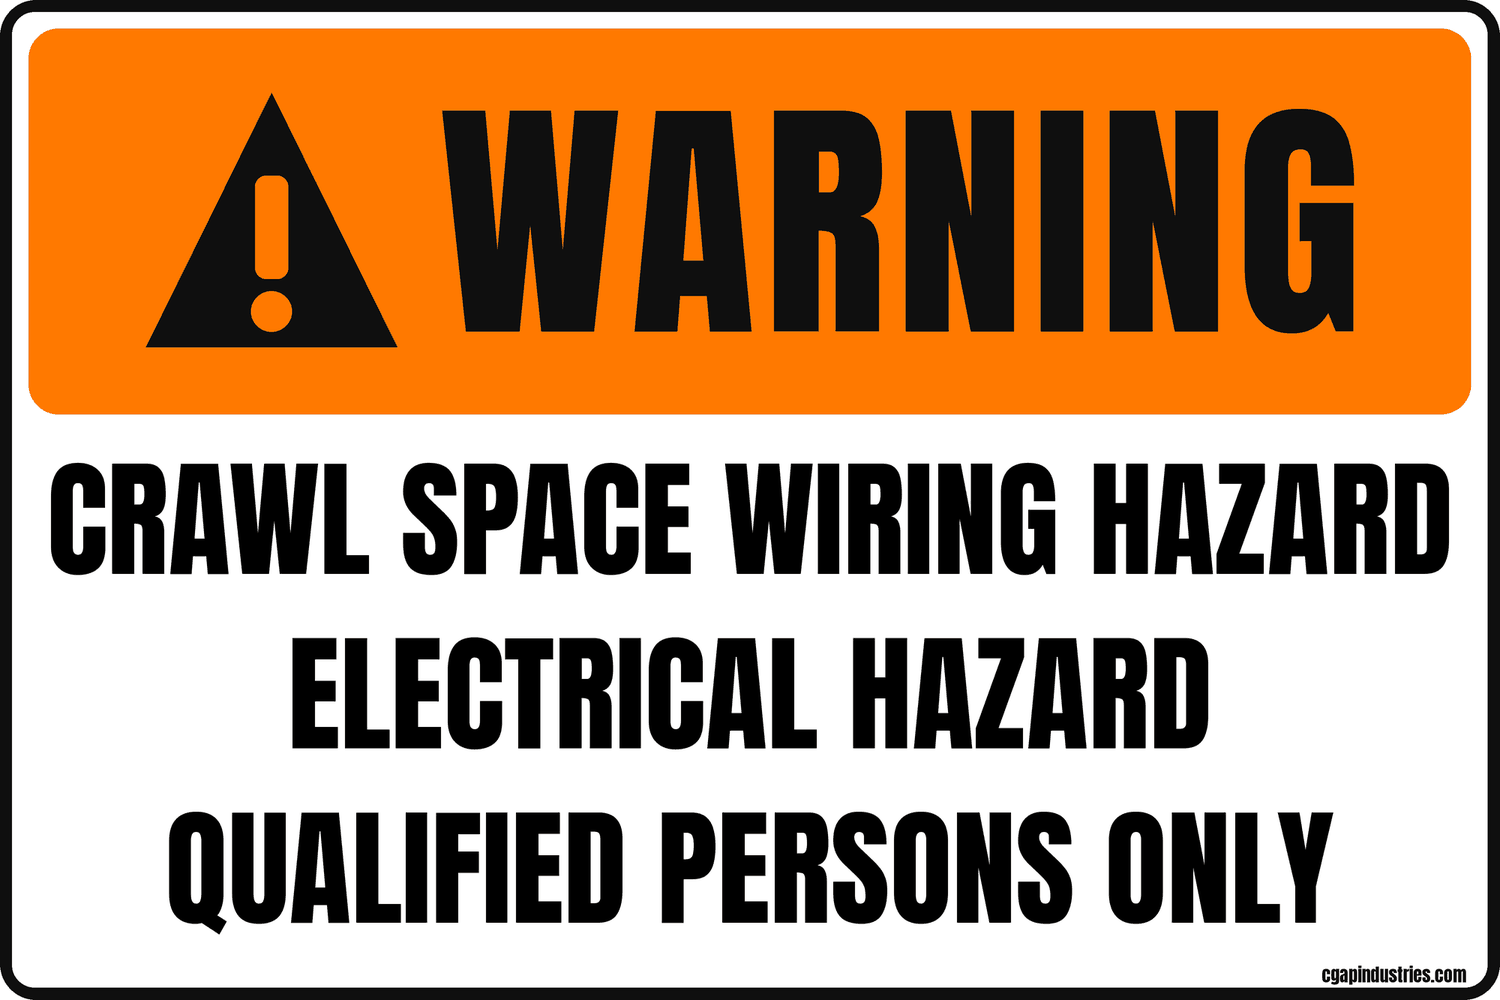 WARNING
CRAWL SPACE WIRING HAZARD
ELECTRICAL HAZARD
QUALIFIED PERSONS ONLY
cgapindustries.com